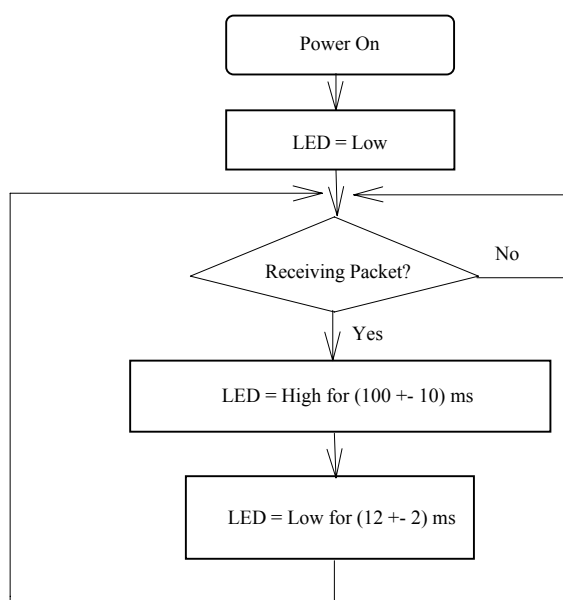 Power On
LED = Low
Receiving Packet?
No
Yes
LED = High for (100 +- 10) ms
LED = Low for (12 +- 2) ms